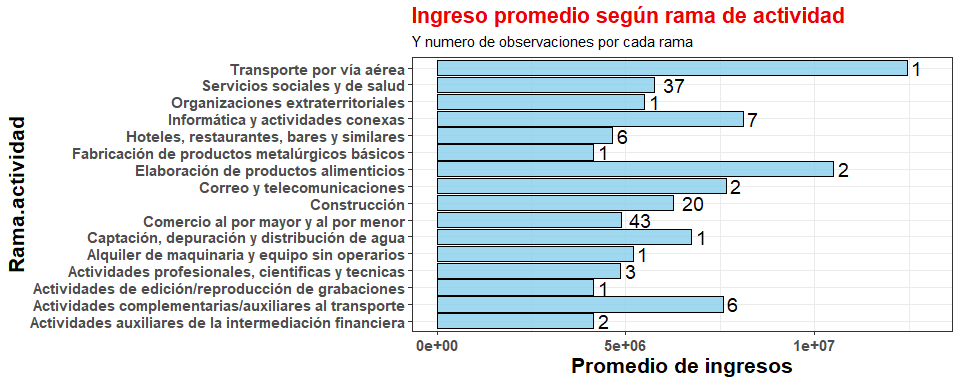 Ingreso promedio según rama de actividad
Y numero de observaciones por cada rama
Rama.actividad
Transporte por vía aérea 1
Servicios sociales y de salud 37
Organizaciones extraterritoriales 1
Informática y actividades conexas 7
Hoteles, restaurantes, bares y similares 6
Fabricación de productos metalúrgicos básicos 1
Elaboración de productos alimenticios 2
Correo y telecomunicaciones 2
Construcción 20
Comercio al por mayor y al por menor 43
Captación, depuración y distribución de agua 1
Alquiler de maquinaria y equipo sin operarios 1
Actividades profesionales, cientificas y tecnicas 3
Actividades de edición/reproducción de grabaciones 1
Actividades complementarias/auxiliares al transporte 6
Actividades auxiliares de la intermediación financiera 2
0e+00 5e+06 1e+07
Promedio de ingresos